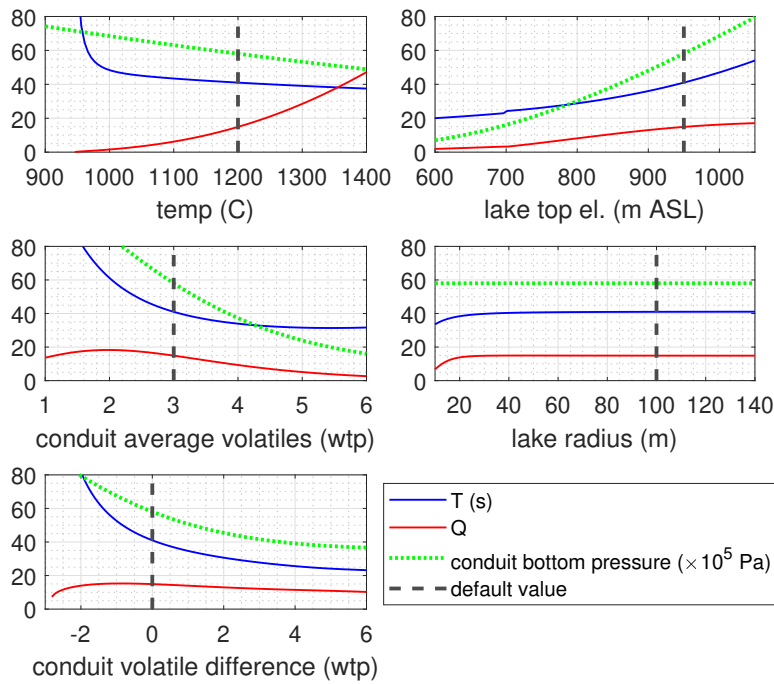 80
60
40
20
0
900 1000 1100 1200 1300 1400
temp (C)
80
60
40
20
0
600 700 800 900 1000
lake top el. (m ASL)
80
60
40
20
0
1 2 3 4 5 6
conduit average volatiles (wtp)
80
60
40
20
0
20 40 60 80 100 120 140
lake radius (m)
80
60
40
20
0
-2 0 2 4 6
conduit volatile difference (wtp)
T (s)
Q
conduit bottom pressure (×10⁵ Pa)
default value